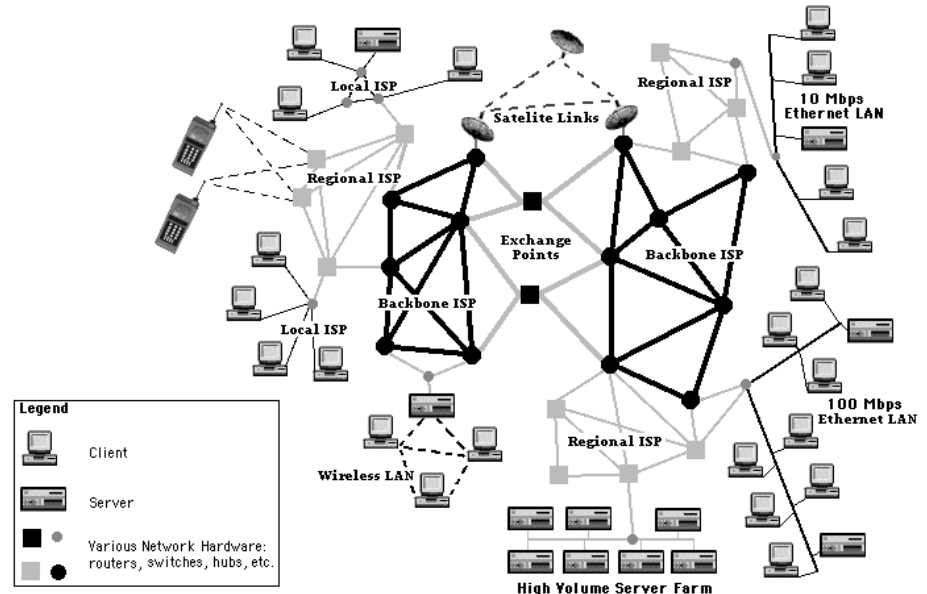 Local ISP
Satelite Links
Regional ISP
10 Mbps
Ethernet LAN
Regional ISP
Exchange
Points
Backbone ISP
Backbone ISP
Local ISP
100 Mbps
Ethernet LAN
Regional ISP
Wireless LAN
High Volume Server Farm
Legend
Client
Server
Various Network Hardware:
routers, switches, hubs, etc.